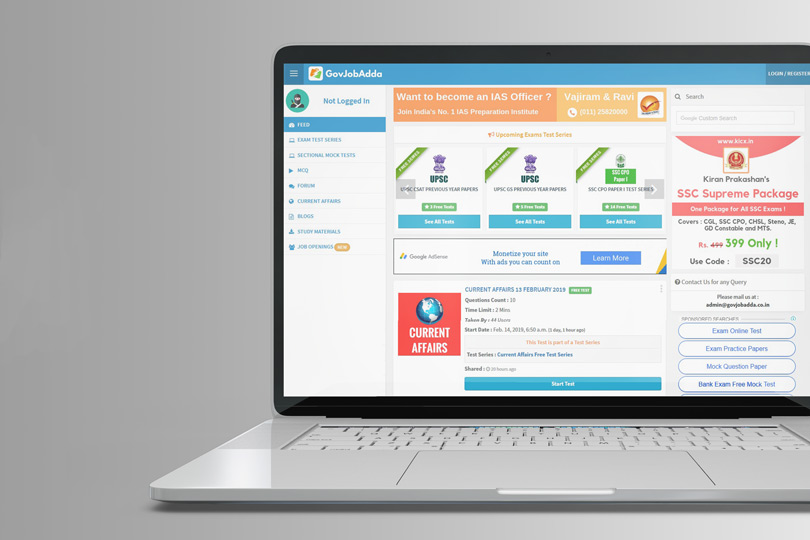 GovJobAdda
LOGIN / REGISTER
Not Logged In
FEED
EXAM TEST SERIES
SECTIONAL MOCK TESTS
MCQ
FORUM
CURRENT AFFAIRS
BLOGS
STUDY MATERIALS
JOB OPENINGS NEW
Want to become an IAS Officer ?
Join India's No. 1 IAS Preparation Institute
Vajiram & Ravi
(011) 25820000
Upcoming Exams Test Series
FREE SERIES
UPSC
UPSC CSAT PREVIOUS YEAR PAPERS
5 Free Tests
See All Tests
FREE SERIES
UPSC
UPSC GS PREVIOUS YEAR PAPERS
5 Free Tests
See All Tests
FREE SERIES
SSC CPO
Paper I
SSC CPO PAPER I TEST SERIES
14 Free Tests
See All Tests
Google AdSense
Monetize your site
With ads you can count on
Learn More
CURRENT AFFAIRS
CURRENT AFFAIRS 13 FEBRUARY 2019 FREE TEST
Questions Count : 10
Time Limit : 2 Mins
Taken By : 44 Users
Start Date : Feb. 14, 2019, 6:50 a.m. (1 day, 1 hour ago)
This Test is part of a Test Series
Test Series : Current Affairs Free Test Series
Shared : 20 hours ago
Start Test
Search
Google Custom Search
www.kicx.in
Kiran Prakashan's
SSC Supreme Package
One Package for All SSC Exams !
Covers : CGL, SSC CPO, CHSL, Steno, JE,
GD Constable and MTS.
Rs. 499 399 Only !
Use Code : SSC20
Contact Us for any Query
Please mail us at :
admin@govjobadda.co.in
SPONSORED SEARCHES
Exam Online Test
Exam Practice Papers
Mock Question Paper
Bank Exam Free Mock Test